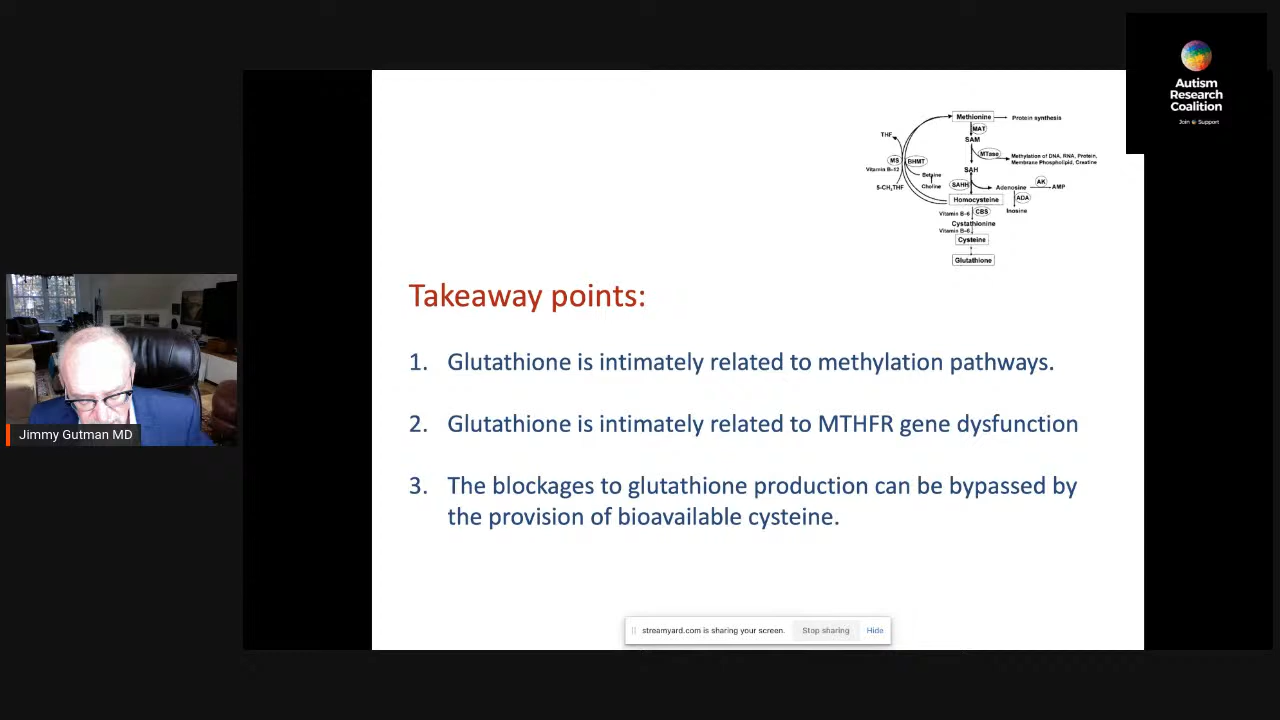 Autism
Research
Coalition
Join Support
Methionine
Protein synthesis
MAT
THF
SAM
MTase
Methylation of DNA, RNA, Protein,
Membrane Phospholipid, Creatine
MS
BHMT
Vitamin B-12
Betaine
SAH
Choline
5-CH3THF
SAHH
Adenosine
AK
AMP
ADA
Homocysteine
Inosine
Vitamin B-6
CBS
Cystathionine
Vitamin B-6
Cysteine
Glutathione
Takeaway points:
1. Glutathione is intimately related to methylation pathways.
2. Glutathione is intimately related to MTHFR gene dysfunction
3. The blockages to glutathione production can be bypassed by
the provision of bioavailable cysteine.
Jimmy Gutman MD
streamyard.com is sharing your screen.
Stop sharing
Hide